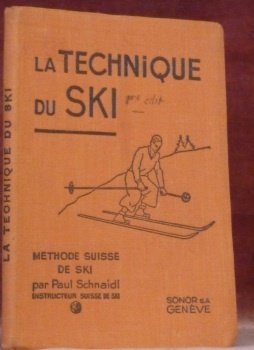 LA TECHNIQUE DU SKI
LA TECHNIQUE
DU SKI
METHODE SUISSE
DE SKI
par Paul Schnaidl
INSTRUCTEUR SUISSE DE SKI
SONOR S.A
GENÈVE